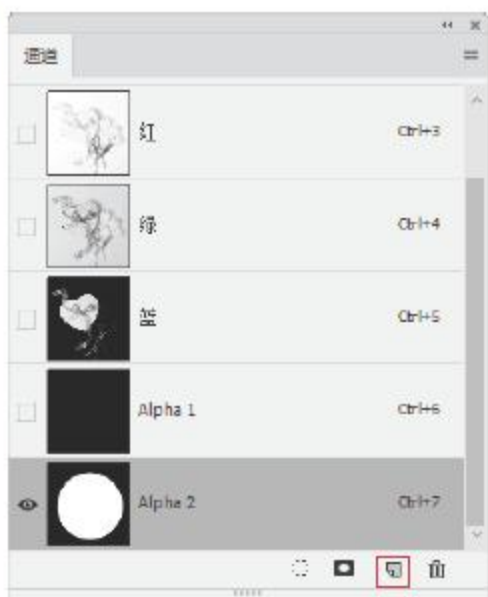 通道
红 Ctrl+3
绿 Ctrl+4
蓝 Ctrl+5
Alpha 1 Ctrl+6
Alpha 2 Ctrl+7